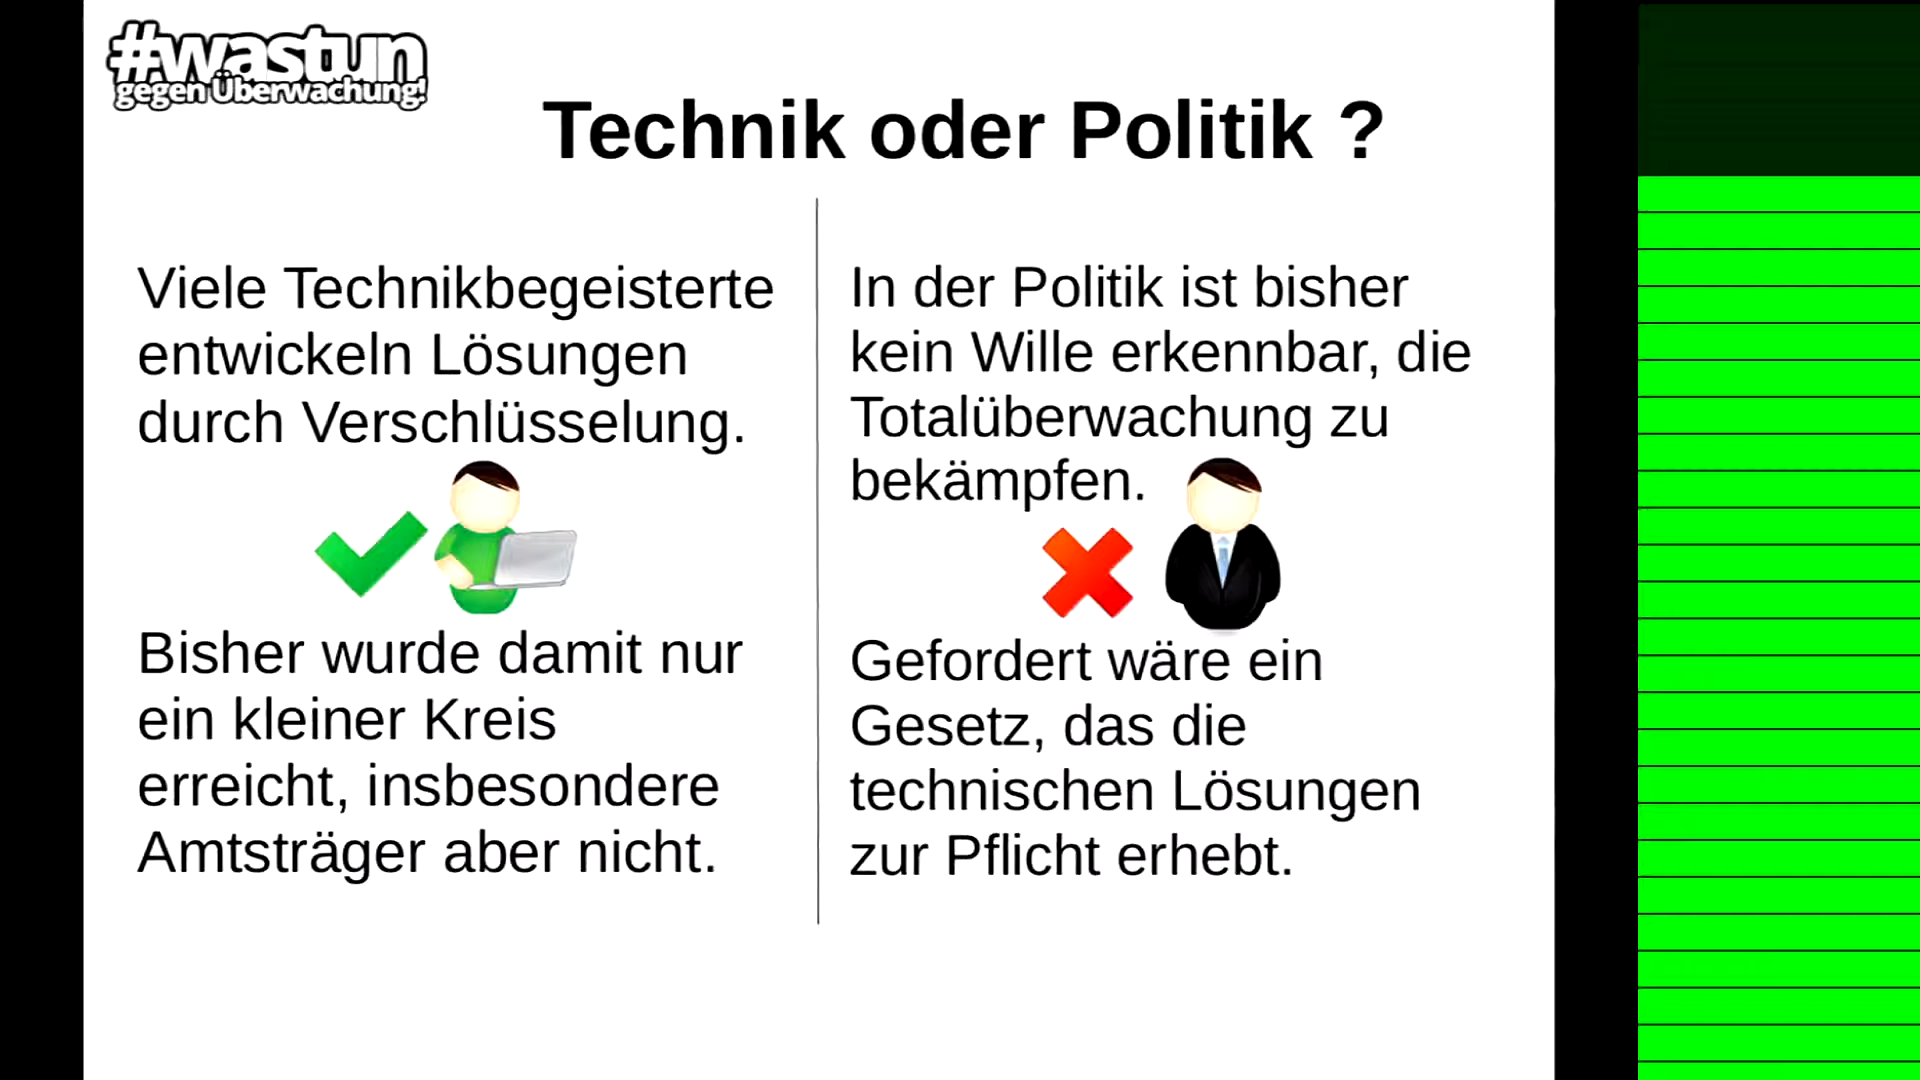 #wastun
gegen Überwachung!
Technik oder Politik ?
Viele Technikbegeisterte
entwickeln Lösungen
durch Verschlüsselung.
Bisher wurde damit nur
ein kleiner Kreis
erreicht, insbesondere
Amtsträger aber nicht.
In der Politik ist bisher
kein Wille erkennbar, die
Totalüberwachung zu
bekämpfen.
Gefordert wäre ein
Gesetz, das die
technischen Lösungen
zur Pflicht erhebt.